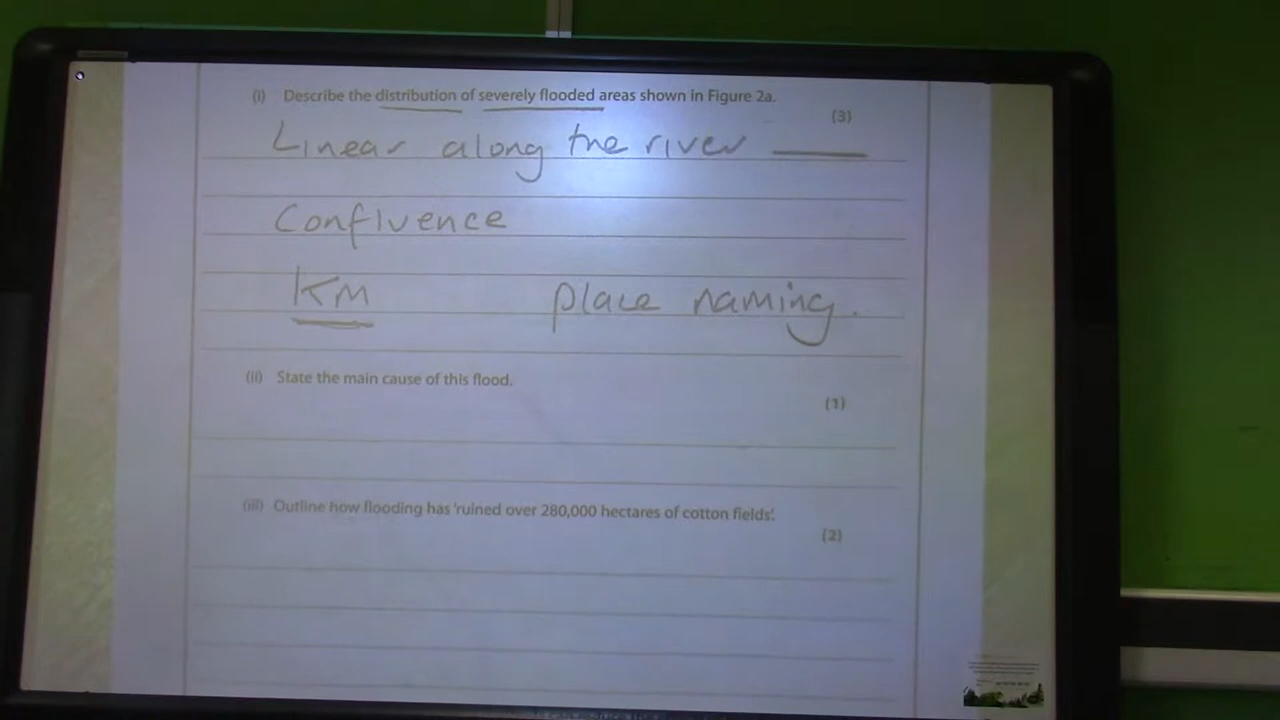 (i) Describe the distribution of severely flooded areas shown in Figure 2a.
(3)
Linear along the river
Confluence
KM place naming.
(ii) State the main cause of this flood.
(1)
(iii) Outline how flooding has 'ruined over 280,000 hectares of cotton fields'.
(2)